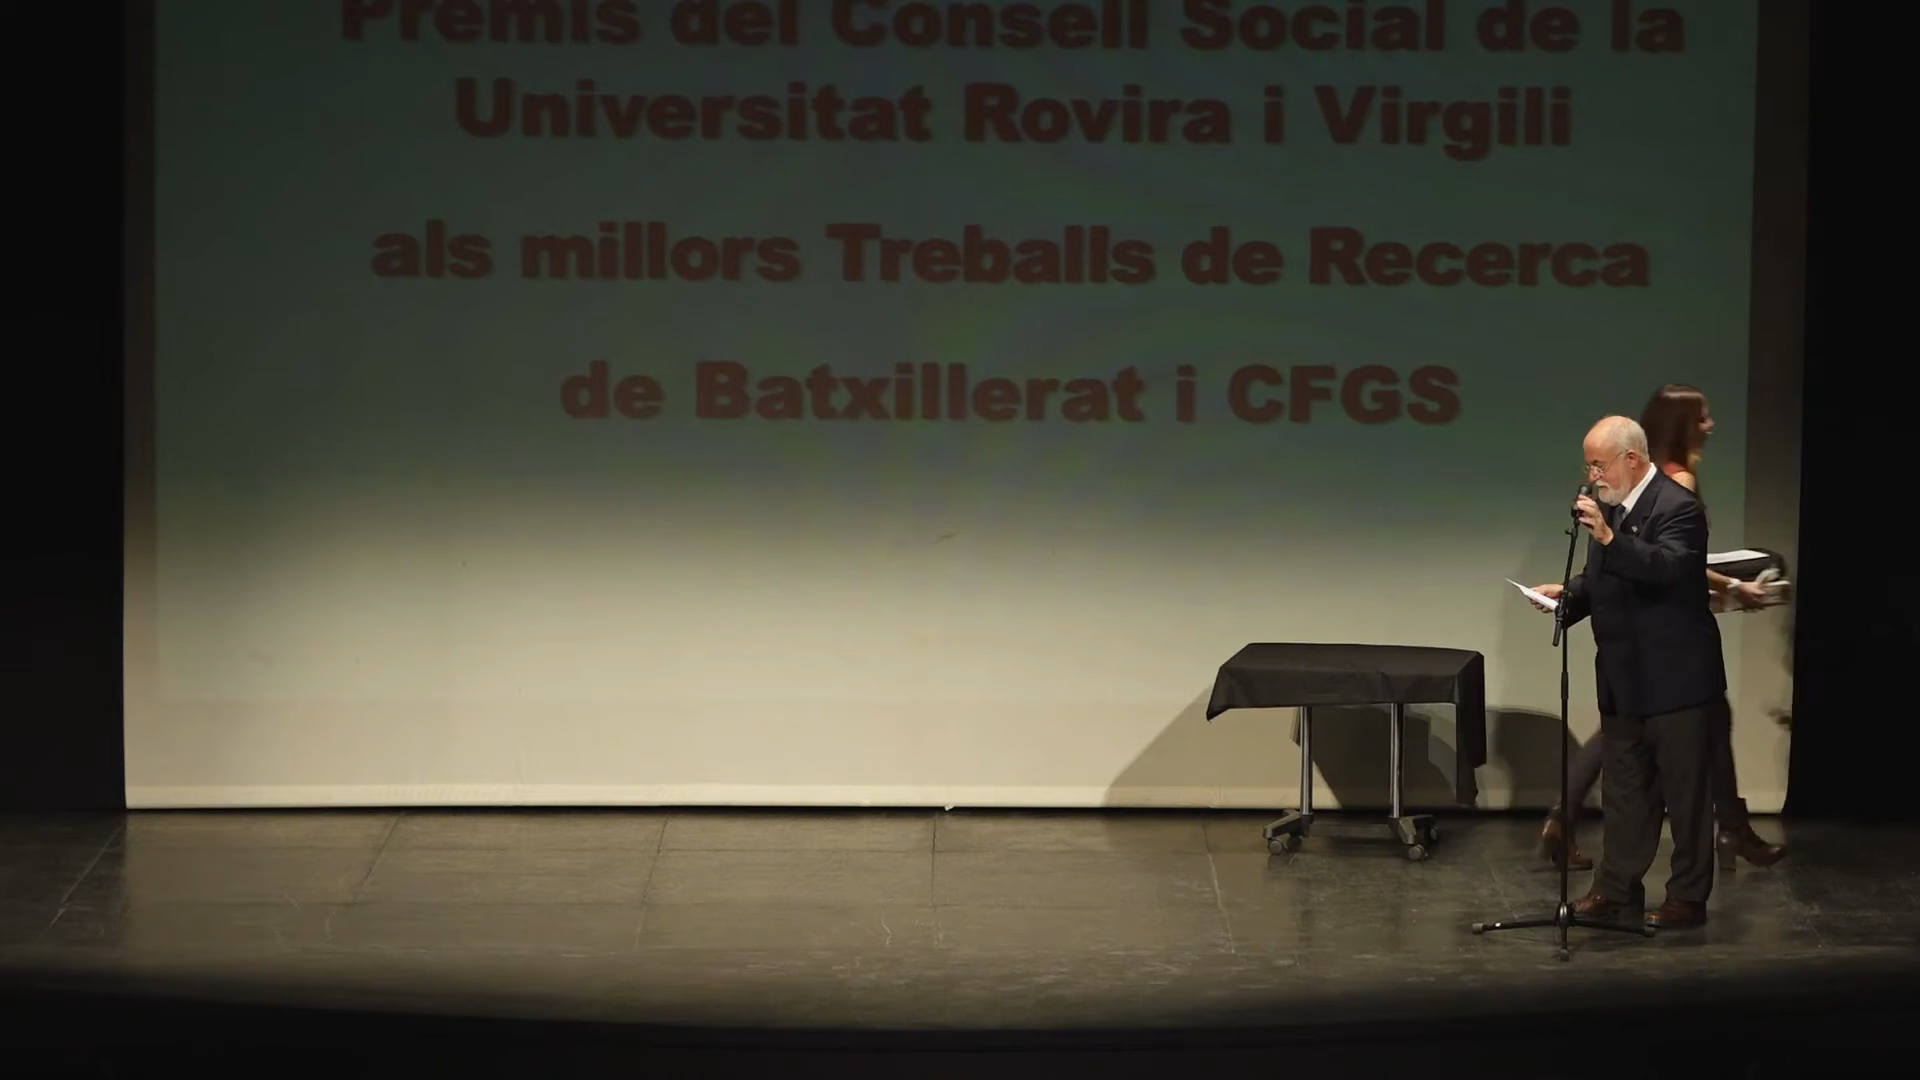 Premis del Consell Social de la
Universitat Rovira i Virgili
als millors Treballs de Recerca
de Batxillerat i CFGS